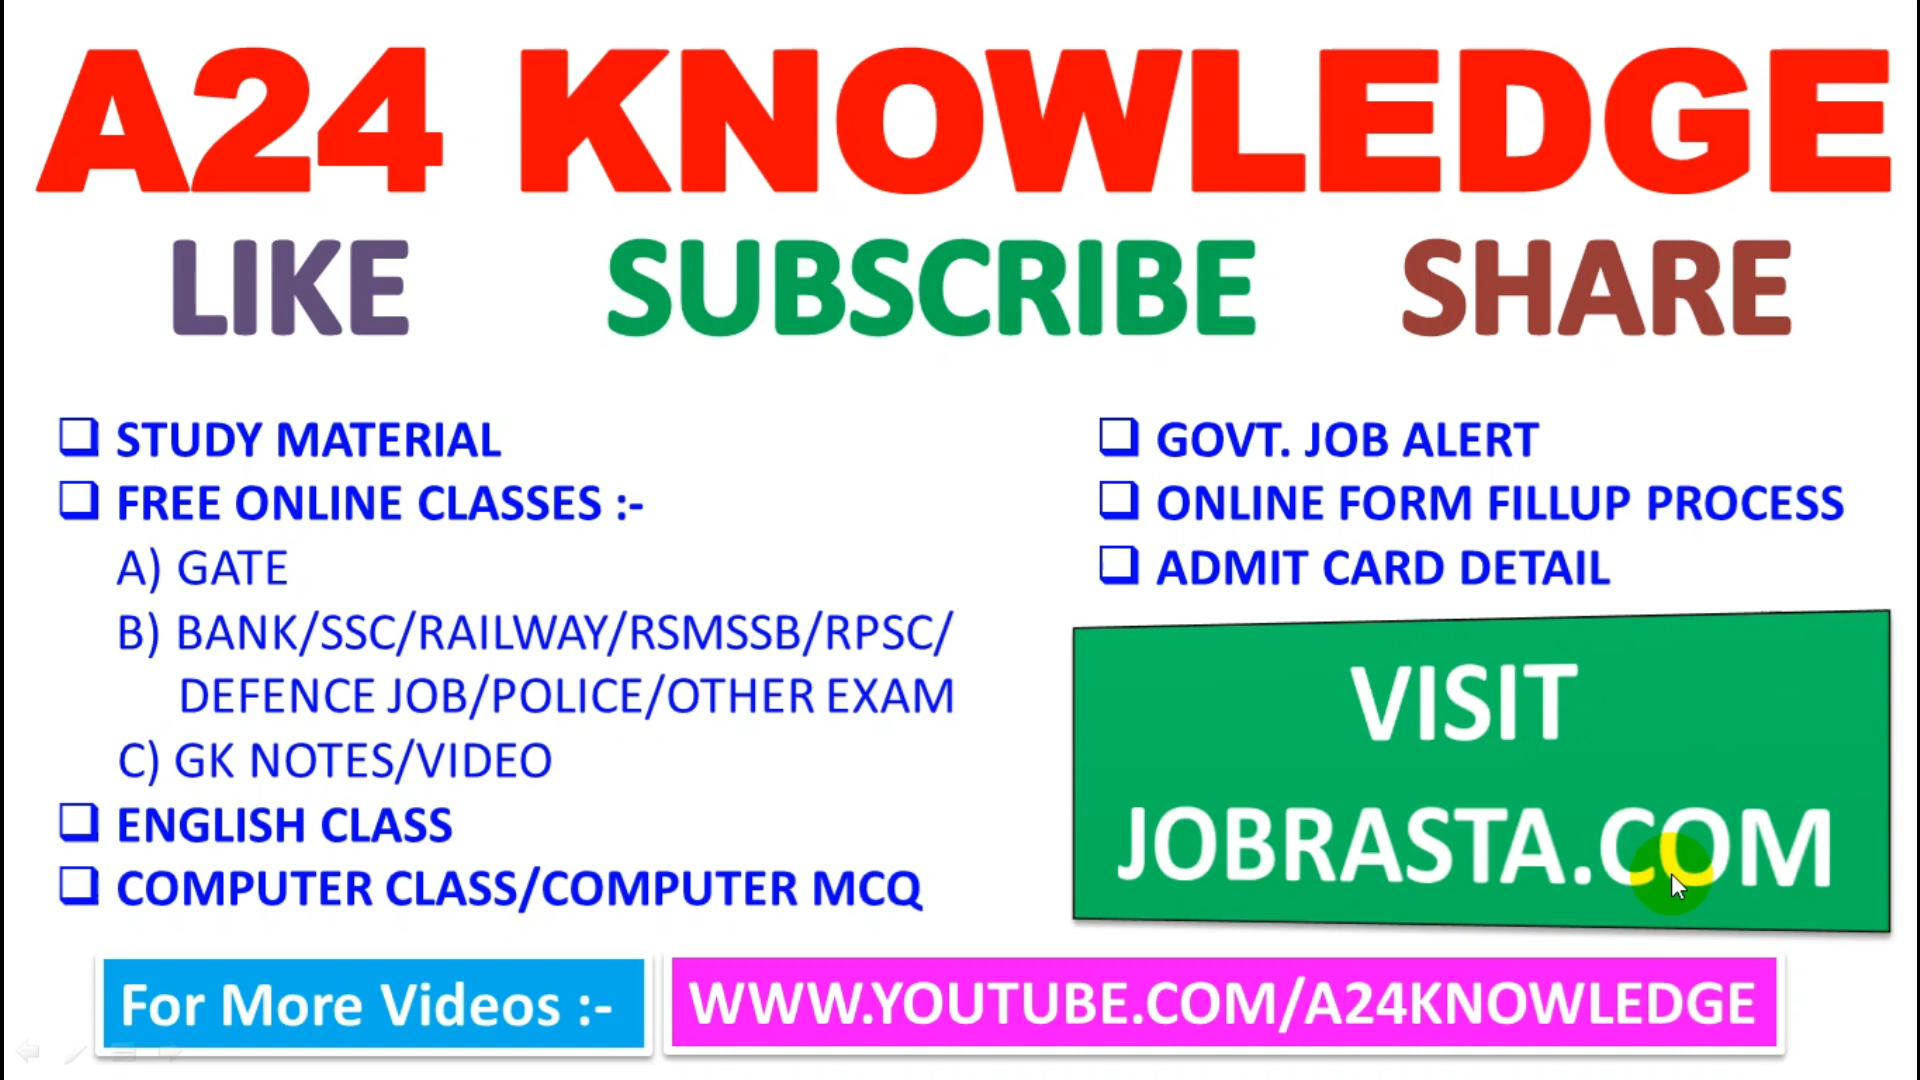 A24 KNOWLEDGE
LIKE SUBSCRIBE SHARE
STUDY MATERIAL
FREE ONLINE CLASSES :-
A) GATE
B) BANK/SSC/RAILWAY/RSMSSB/RPSC/
DEFENCE JOB/POLICE/OTHER EXAM
C) GK NOTES/VIDEO
ENGLISH CLASS
COMPUTER CLASS/COMPUTER MCQ
GOVT. JOB ALERT
ONLINE FORM FILLUP PROCESS
ADMIT CARD DETAIL
VISIT
JOBRASTA.COM
For More Videos :-
WWW.YOUTUBE.COM/A24KNOWLEDGE